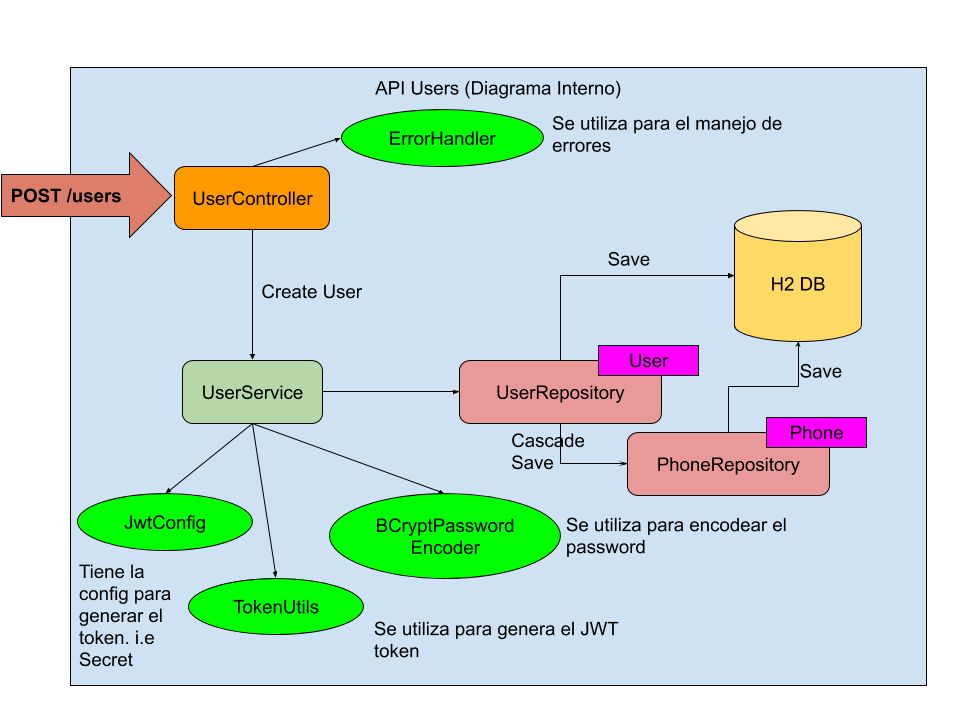 API Users (Diagrama Interno)
ErrorHandler
Se utiliza para el manejo de
errores
POST /users
UserController
Save
H2 DB
Create User
User
Save
UserService
UserRepository
Phone
Cascade
Save
PhoneRepository
JwtConfig
BCryptPassword
Encoder
Se utiliza para encodear el
password
Tiene la
config para
generar el
token. i.e
Secret
TokenUtils
Se utiliza para genera el JWT
token